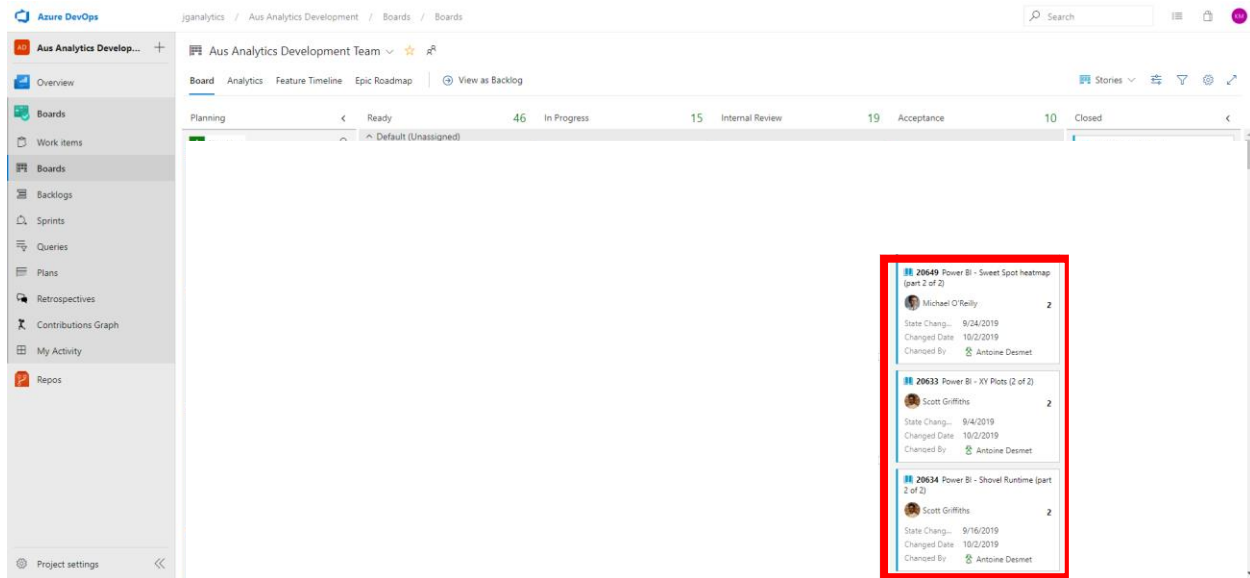 Azure DevOps
jganalytics / Aus Analytics Development / Boards / Boards
Search
KM
AD Aus Analytics Develop... +
Aus Analytics Development Team
Overview
Board Analytics Feature Timeline Epic Roadmap View as Backlog
Stories
Boards
Planning
Ready 46
In Progress 15
Internal Review 19
Acceptance 10
Closed
Default (Unassigned)
Work items
Boards
Backlogs
Sprints
Queries
Plans
Retrospectives
Contributions Graph
My Activity
Repos
Project settings
20649 Power BI - Sweet Spot heatmap
(part 2 of 2)
Michael O'Reilly 2
State Chang... 9/24/2019
Changed Date 10/2/2019
Changed By Antoine Desmet
20633 Power BI - XY Plots (2 of 2)
Scott Griffiths 2
State Chang... 9/4/2019
Changed Date 10/2/2019
Changed By Antoine Desmet
20634 Power BI - Shovel Runtime (part
2 of 2)
Scott Griffiths 2
State Chang... 9/16/2019
Changed Date 10/2/2019
Changed By Antoine Desmet